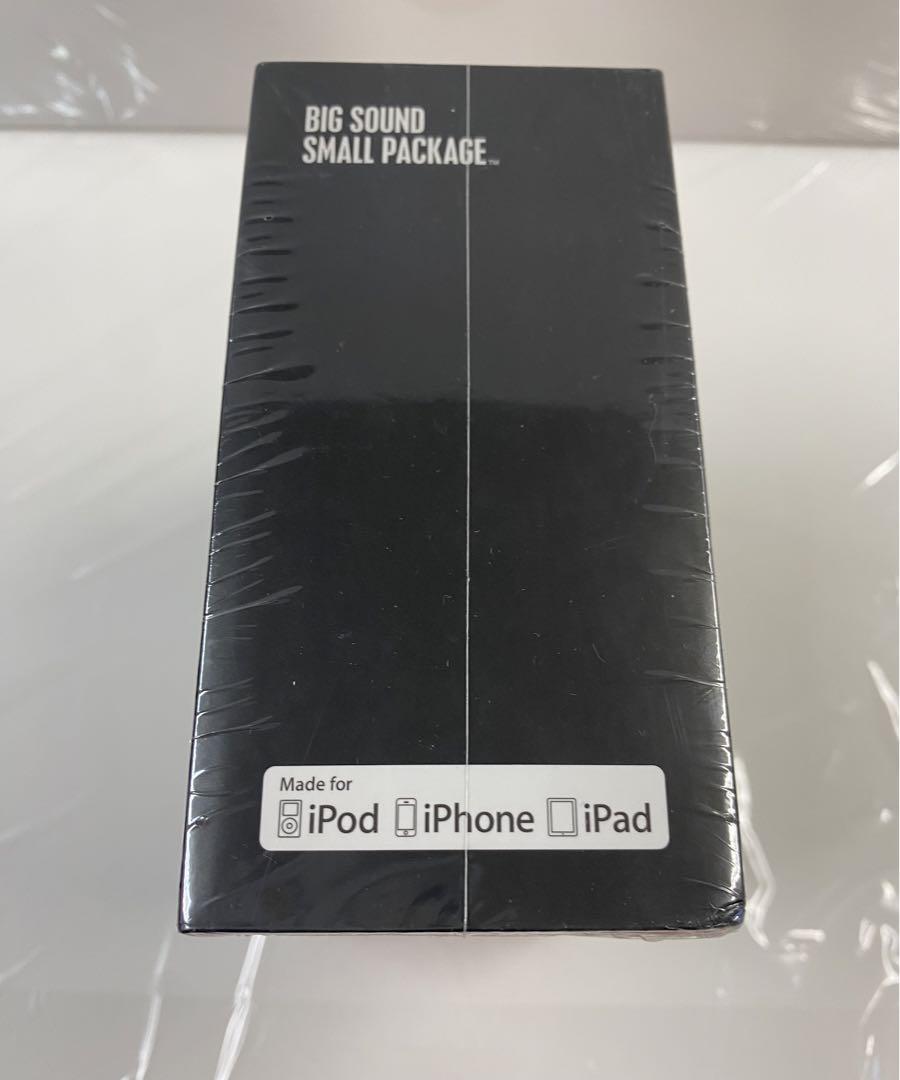 BIG SOUND
SMALL PACKAGE™
Made for
iPod iPhone iPad